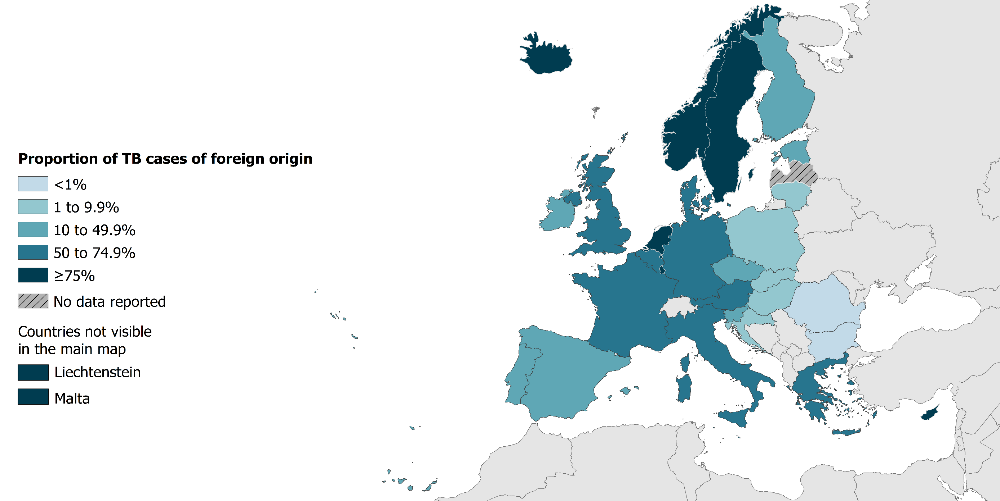 Proportion of TB cases of foreign origin
<1%
1 to 9.9%
10 to 49.9%
50 to 74.9%
≥75%
No data reported
Countries not visible
in the main map
Liechtenstein
Malta